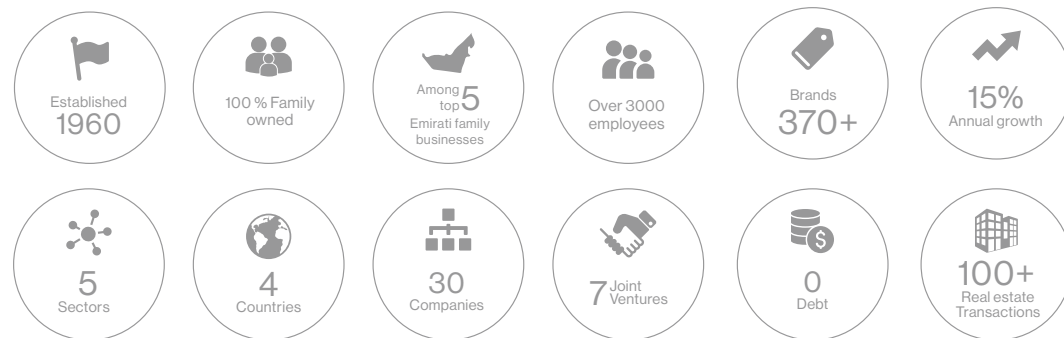 Established
1960
100 % Family
owned
Among
top 5
Emirati family
businesses
Over 3000
employees
Brands
370+
15%
Annual growth
5
Sectors
4
Countries
30
Companies
7 Joint
Ventures
$
0
Debt
100+
Real estate
Transactions